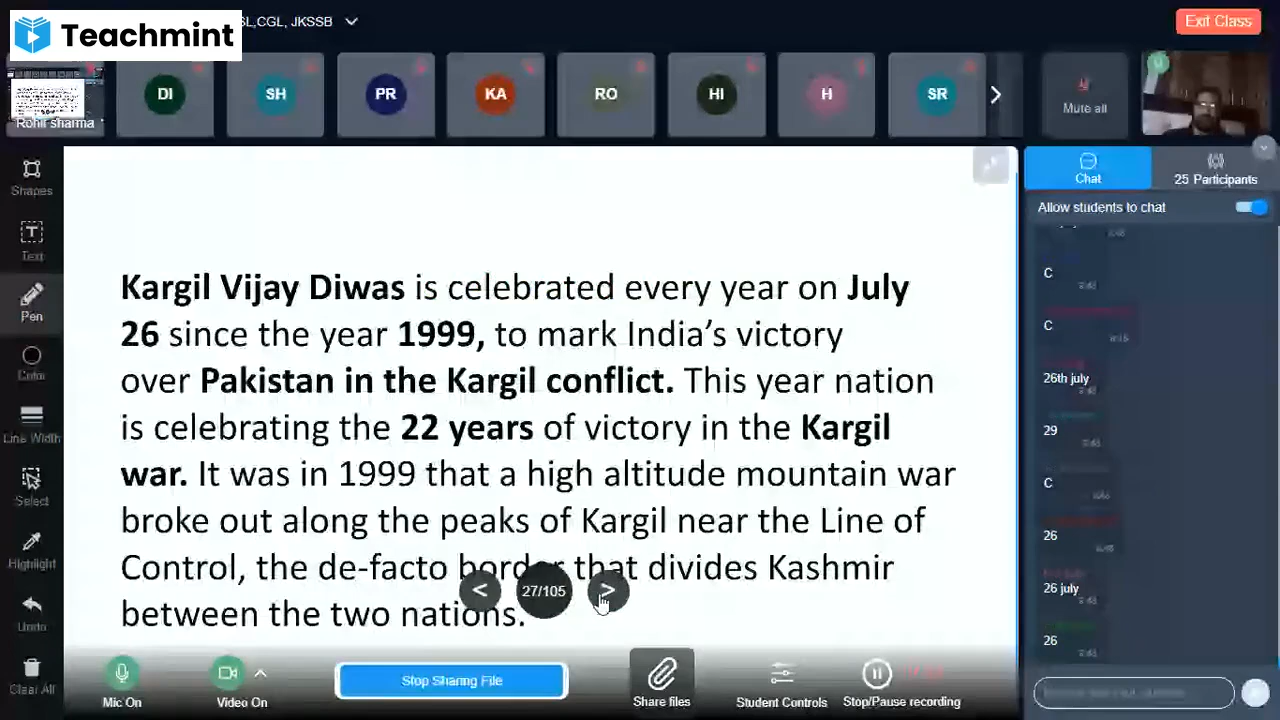 Teachmint
SL,CGL, JKSSB
Exit Class
Rohit sharma
DI
SH
PR
KA
RO
HI
H
SR
Mute all
Shapes
Text
Pen
Color
Line Width
Select
Highlight
Undo
Clear All
Kargil Vijay Diwas is celebrated every year on July
26 since the year 1999, to mark India’s victory
over Pakistan in the Kargil conflict. This year nation
is celebrating the 22 years of victory in the Kargil
war. It was in 1999 that a high altitude mountain war
broke out along the peaks of Kargil near the Line of
Control, the de-facto border that divides Kashmir
between the two nations.
< 27/105 >
Mic On
Video On
Stop Sharing File
Share files
Student Controls
Stop/Pause recording
Chat
25 Participants
Allow students to chat
C
C
26th july
29
C
26
26 july
26